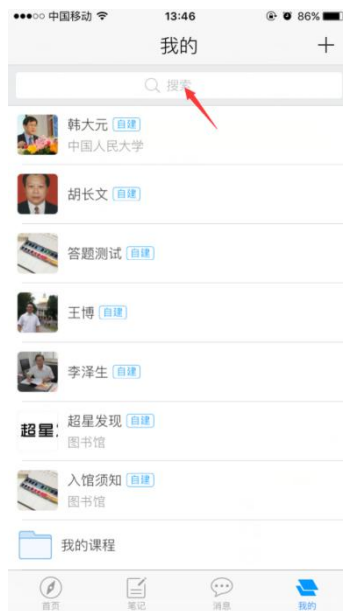 中国移动 13:46 86%
我的
搜索
韩大元 自建
中国人民大学
胡长文 自建
答题测试 自建
王博 自建
李泽生 自建
超星
超星发现 自建
图书馆
入馆须知 自建
图书馆
我的课程
首页 笔记 消息 我的